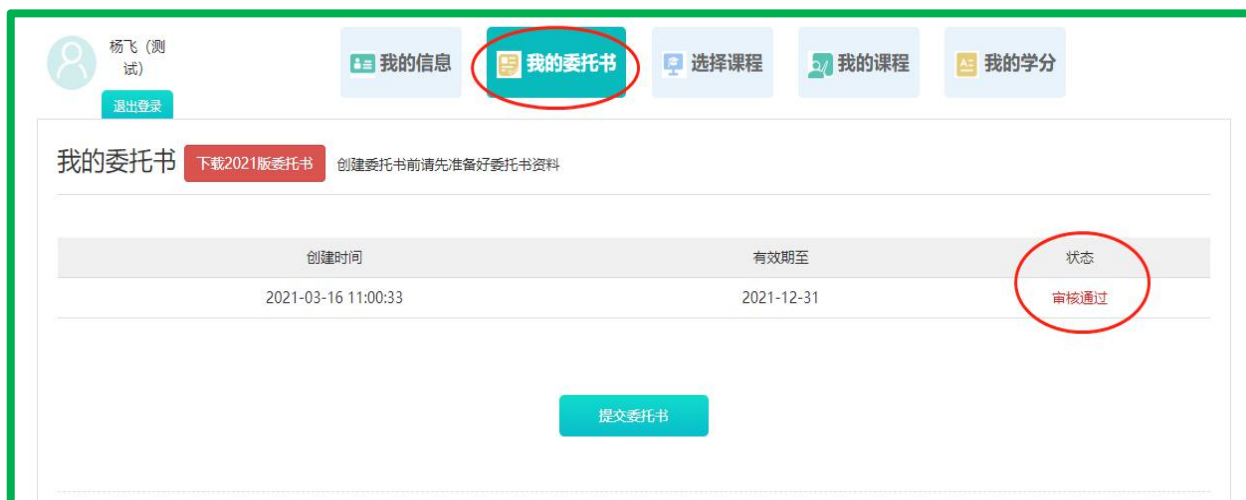 杨飞（测
试）
退出登录
我的信息
我的委托书
选择课程
我的课程
我的学分
我的委托书 下载2021版委托书 创建委托书前请先准备好委托书资料
创建时间 有效期至 状态
2021-03-16 11:00:33 2021-12-31 审核通过
提交委托书